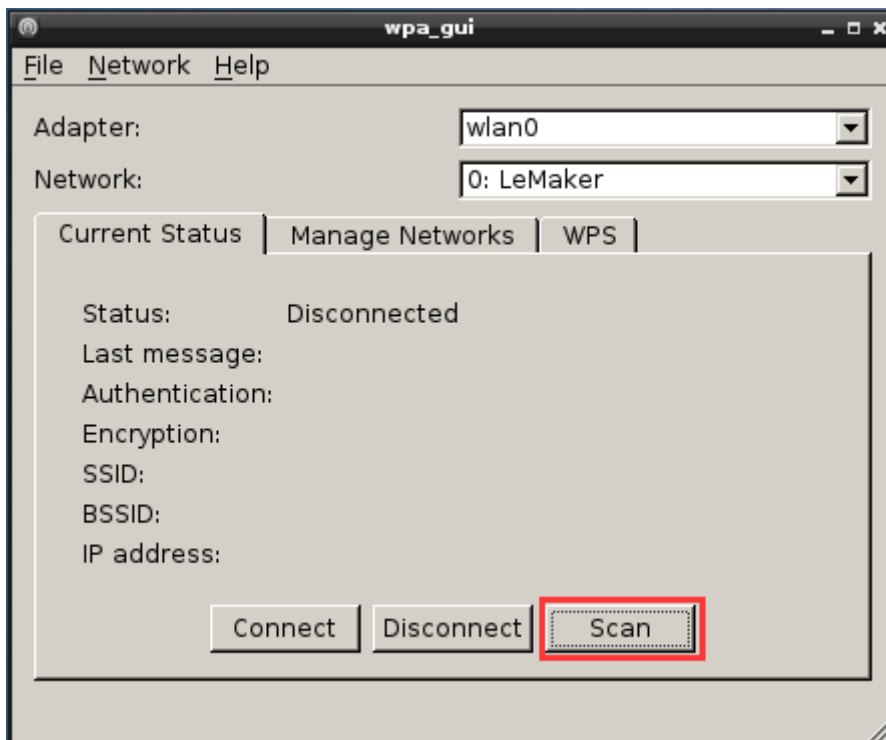 wpa_gui
File Network Help
Adapter: wlan0
Network: 0: LeMaker
Current Status Manage Networks WPS
Status: Disconnected
Last message:
Authentication:
Encryption:
SSID:
BSSID:
IP address:
Connect Disconnect Scan